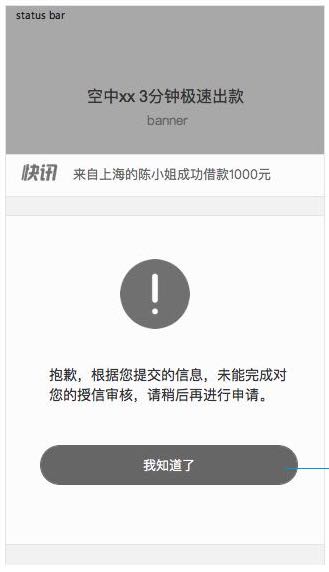 status bar
空中xx 3分钟极速出款
banner
快讯 来自上海的陈小姐成功借款1000元
抱歉，根据您提交的信息，未能完成对
您的授信审核，请稍后再进行申请。
我知道了